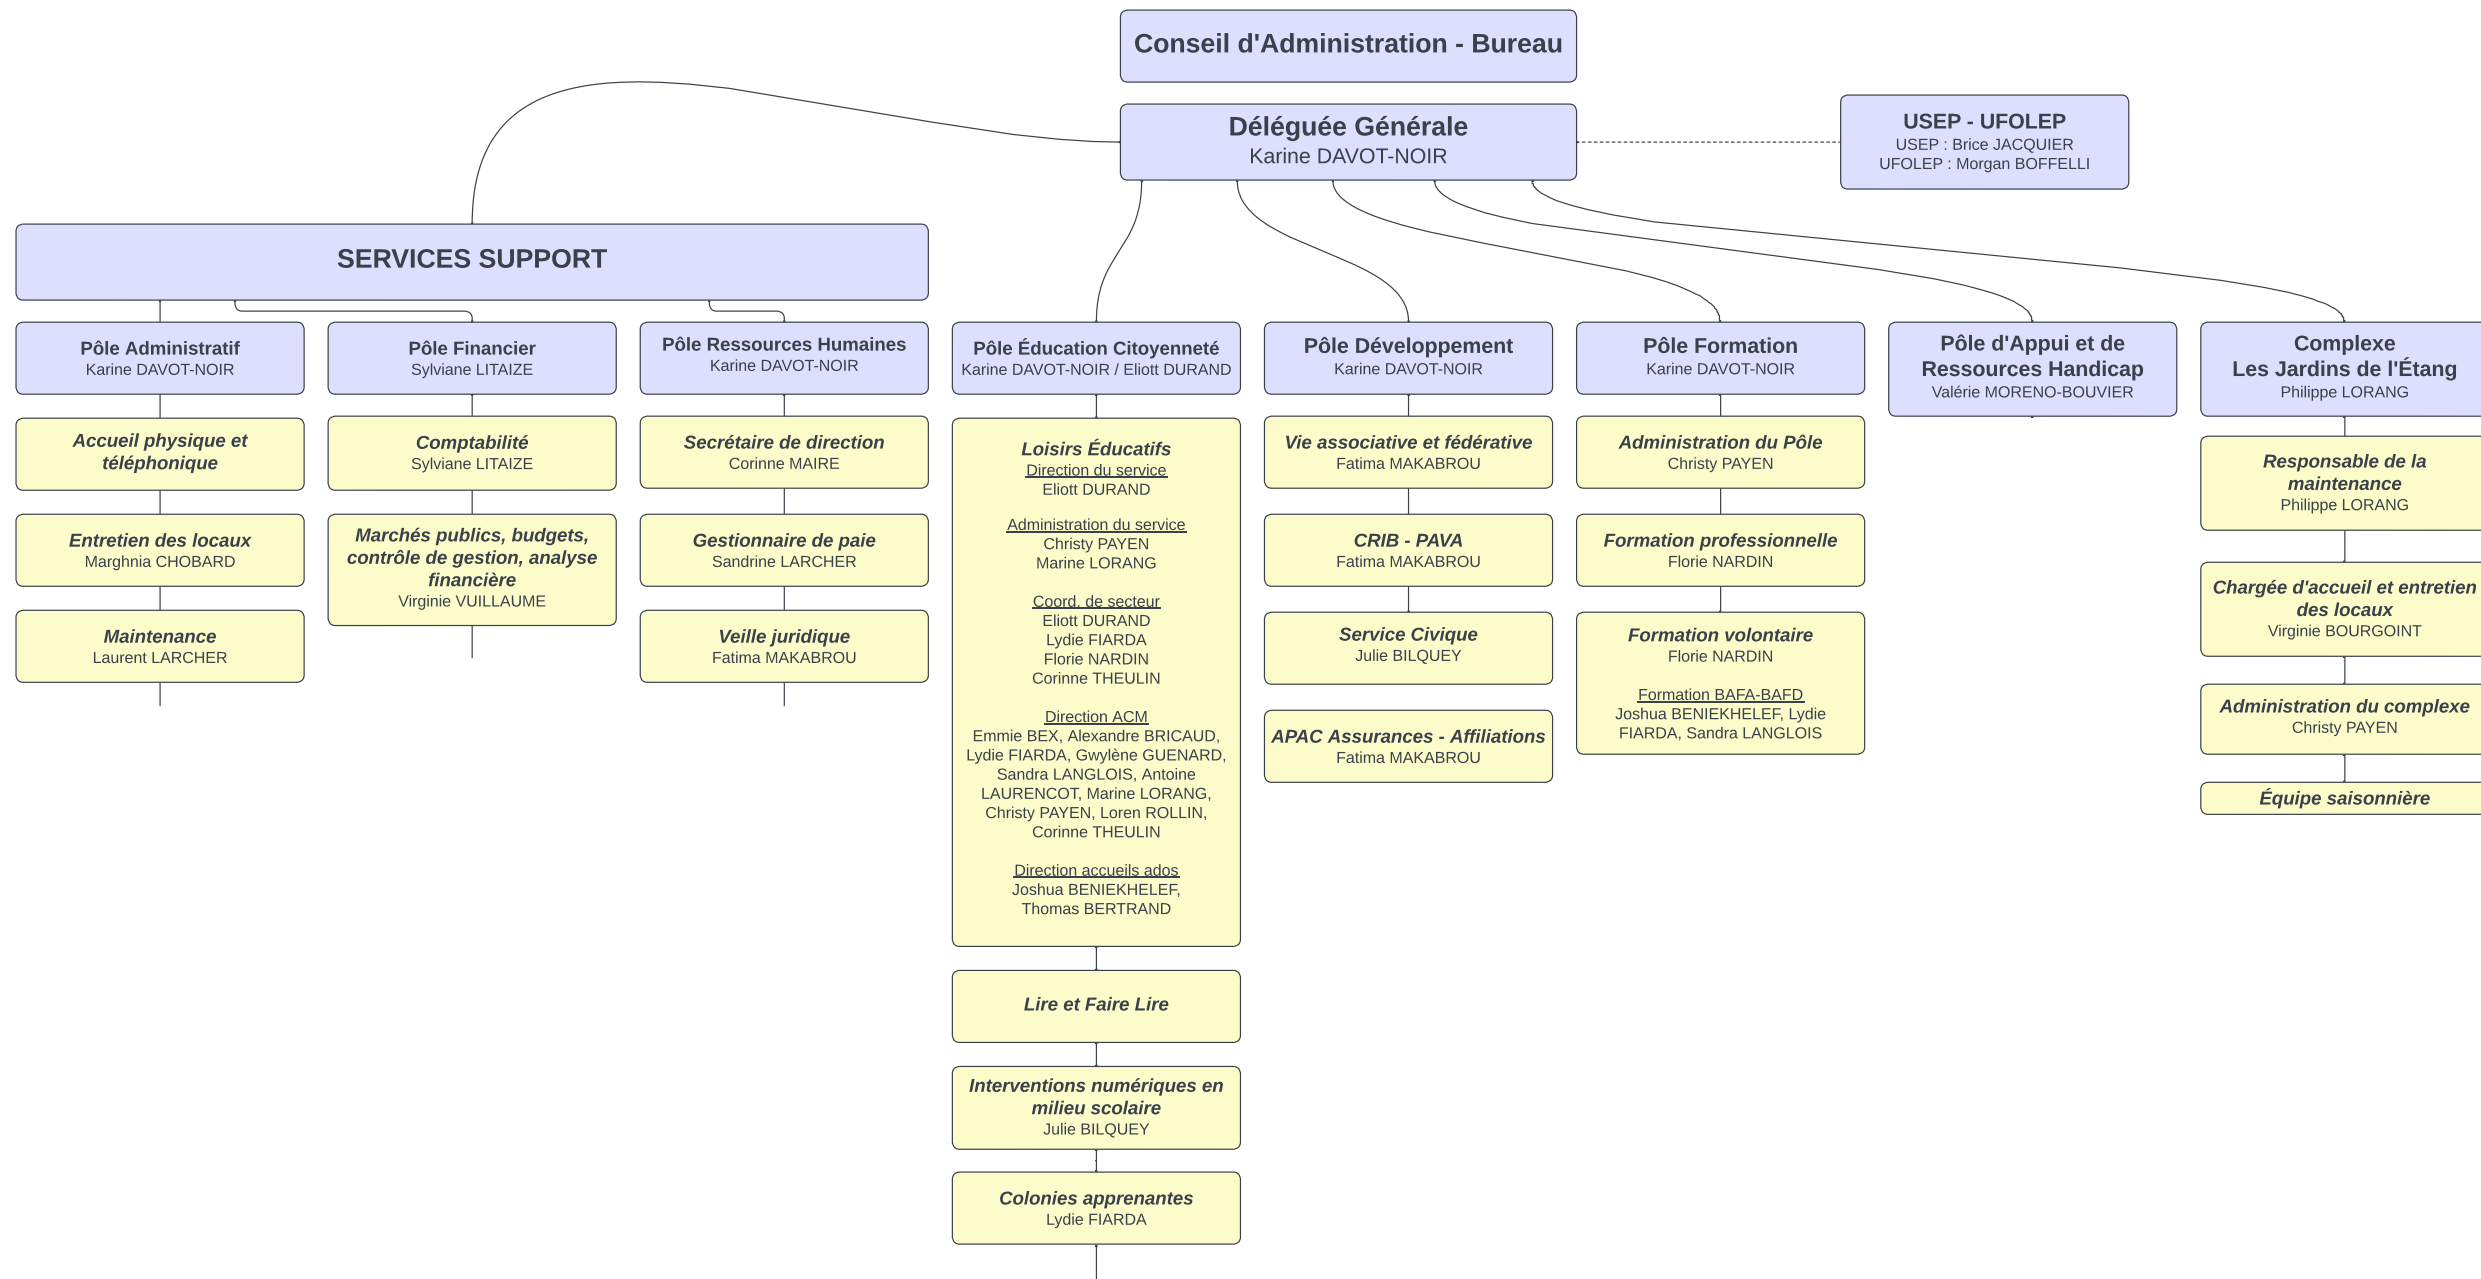 Conseil d'Administration - Bureau
Déléguée Générale
Karine DAVOT-NOIR
USEP - UFOLEP
USEP : Brice JACQUIER
UFOLEP : Morgan BOFFELLI
SERVICES SUPPORT
Pôle Administratif
Karine DAVOT-NOIR
Accueil physique et
téléphonique
Entretien des locaux
Marghnia CHOBARD
Maintenance
Laurent LARCHER
Pôle Financier
Sylviane LITAIZE
Comptabilité
Sylviane LITAIZE
Marchés publics, budgets,
contrôle de gestion, analyse
financière
Virginie VUILLAUME
Pôle Ressources Humaines
Karine DAVOT-NOIR
Secrétaire de direction
Corinne MAIRE
Gestionnaire de paie
Sandrine LARCHER
Veille juridique
Fatima MAKABROU
Pôle Éducation Citoyenneté
Karine DAVOT-NOIR / Eliott DURAND
Loisirs Éducatifs
Direction du service
Eliott DURAND
Administration du service
Christy PAYEN
Marine LORANG
Coord. de secteur
Eliott DURAND
Lydie FIARDA
Florie NARDIN
Corinne THEULIN
Direction ACM
Emmie BEX, Alexandre BRICAUD,
Lydie FIARDA, Gwylène GUENARD,
Sandra LANGLOIS, Antoine
LAURENCOT, Marine LORANG,
Christy PAYEN, Loren ROLLIN,
Corinne THEULIN
Direction accueils ados
Joshua BENIEKHELEF,
Thomas BERTRAND
Lire et Faire Lire
Interventions numériques en
milieu scolaire
Julie BILQUEY
Colonies apprenantes
Lydie FIARDA
Pôle Développement
Karine DAVOT-NOIR
Vie associative et fédérative
Fatima MAKABROU
CRIB - PAVA
Fatima MAKABROU
Service Civique
Julie BILQUEY
APAC Assurances - Affiliations
Fatima MAKABROU
Pôle Formation
Karine DAVOT-NOIR
Administration du Pôle
Christy PAYEN
Formation professionnelle
Florie NARDIN
Formation volontaire
Florie NARDIN
Formation BAFA-BAFD
Joshua BENIEKHELEF, Lydie
FIARDA, Sandra LANGLOIS
Pôle d'Appui et de
Ressources Handicap
Valérie MORENO-BOUVIER
Complexe
Les Jardins de l'Étang
Philippe LORANG
Responsable de la
maintenance
Philippe LORANG
Chargée d'accueil et entretien
des locaux
Virginie BOURGOINT
Administration du complexe
Christy PAYEN
Équipe saisonnière